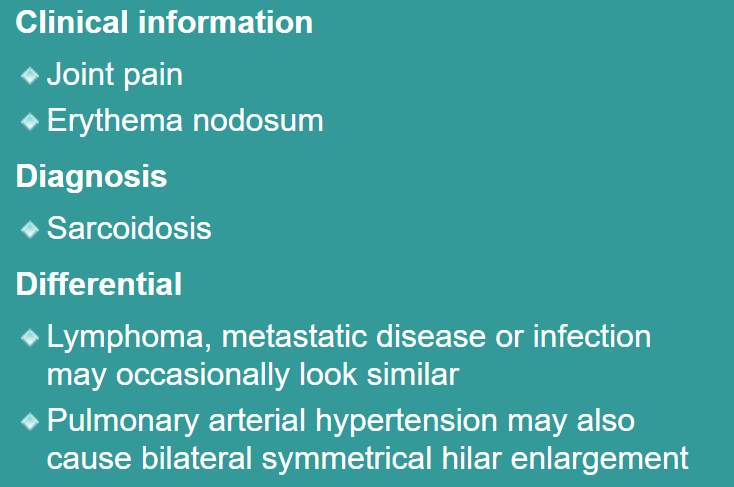 Clinical information
Joint pain
Erythema nodosum
Diagnosis
Sarcoidosis
Differential
Lymphoma, metastatic disease or infection
may occasionally look similar
Pulmonary arterial hypertension may also
cause bilateral symmetrical hilar enlargement